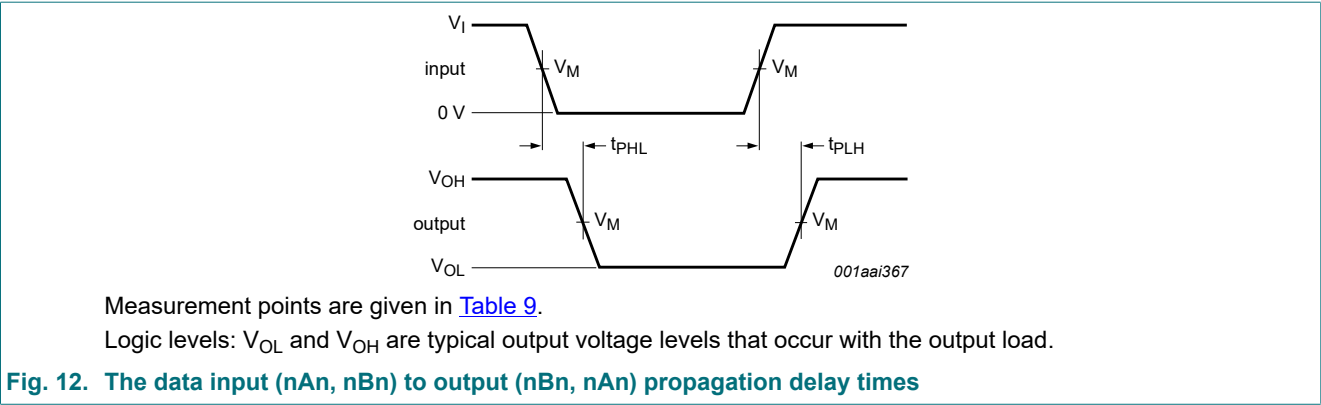 VI
input
VM
VM
0 V
tPHL
tPLH
VOH
output
VM
VM
VOL
001aai367
Measurement points are given in Table 9.
Logic levels: VOL and VOH are typical output voltage levels that occur with the output load.
Fig. 12. The data input (nAn, nBn) to output (nBn, nAn) propagation delay times